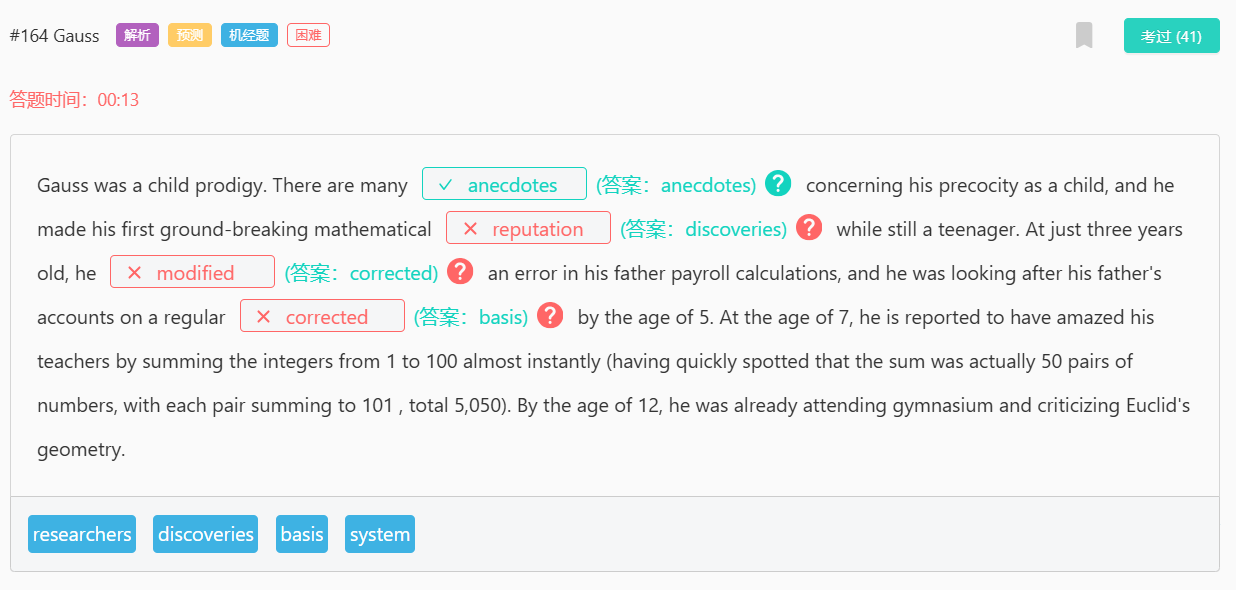 #164 Gauss 解析 预测 机经题 困难 考过 (41)
答题时间：00:13
Gauss was a child prodigy. There are many ✓ anecdotes (答案：anecdotes) ? concerning his precocity as a child, and he
made his first ground-breaking mathematical ✕ reputation (答案：discoveries) ? while still a teenager. At just three years
old, he ✕ modified (答案：corrected) ? an error in his father payroll calculations, and he was looking after his father's
accounts on a regular ✕ corrected (答案：basis) ? by the age of 5. At the age of 7, he is reported to have amazed his
teachers by summing the integers from 1 to 100 almost instantly (having quickly spotted that the sum was actually 50 pairs of
numbers, with each pair summing to 101 , total 5,050). By the age of 12, he was already attending gymnasium and criticizing Euclid's
geometry.
researchers discoveries basis system